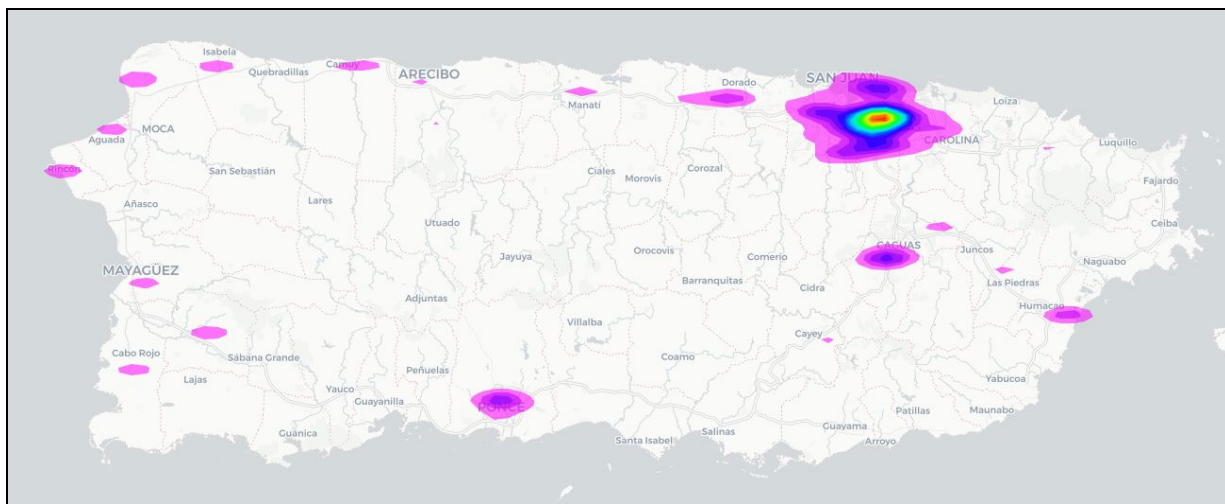 Isabela
Camuy
Quebradillas
ARECIBO
SAN JUAN
Dorado
Manatí
Loiza
MOCA
Aguada
CAROLINA
Luquillo
Rincón
San Sebastián
Ciales
Morovis
Corozal
Fajardo
Añasco
Lares
Utuado
Ceiba
Orocovis
Comerio
CAGUAS
Juncos
Jayuya
Naguabo
MAYAGÜEZ
Barranquitas
Cidra
Las Piedras
Adjuntas
Humacao
Villalba
Cayey
Cabo Rojo
Sábana Grande
Coamo
Peñuelas
Lajas
Yauco
Yabucoa
Guayanilla
PONCE
Patillas
Maunabo
Guánica
Salinas
Guayama
Santa Isabel
Arroyo